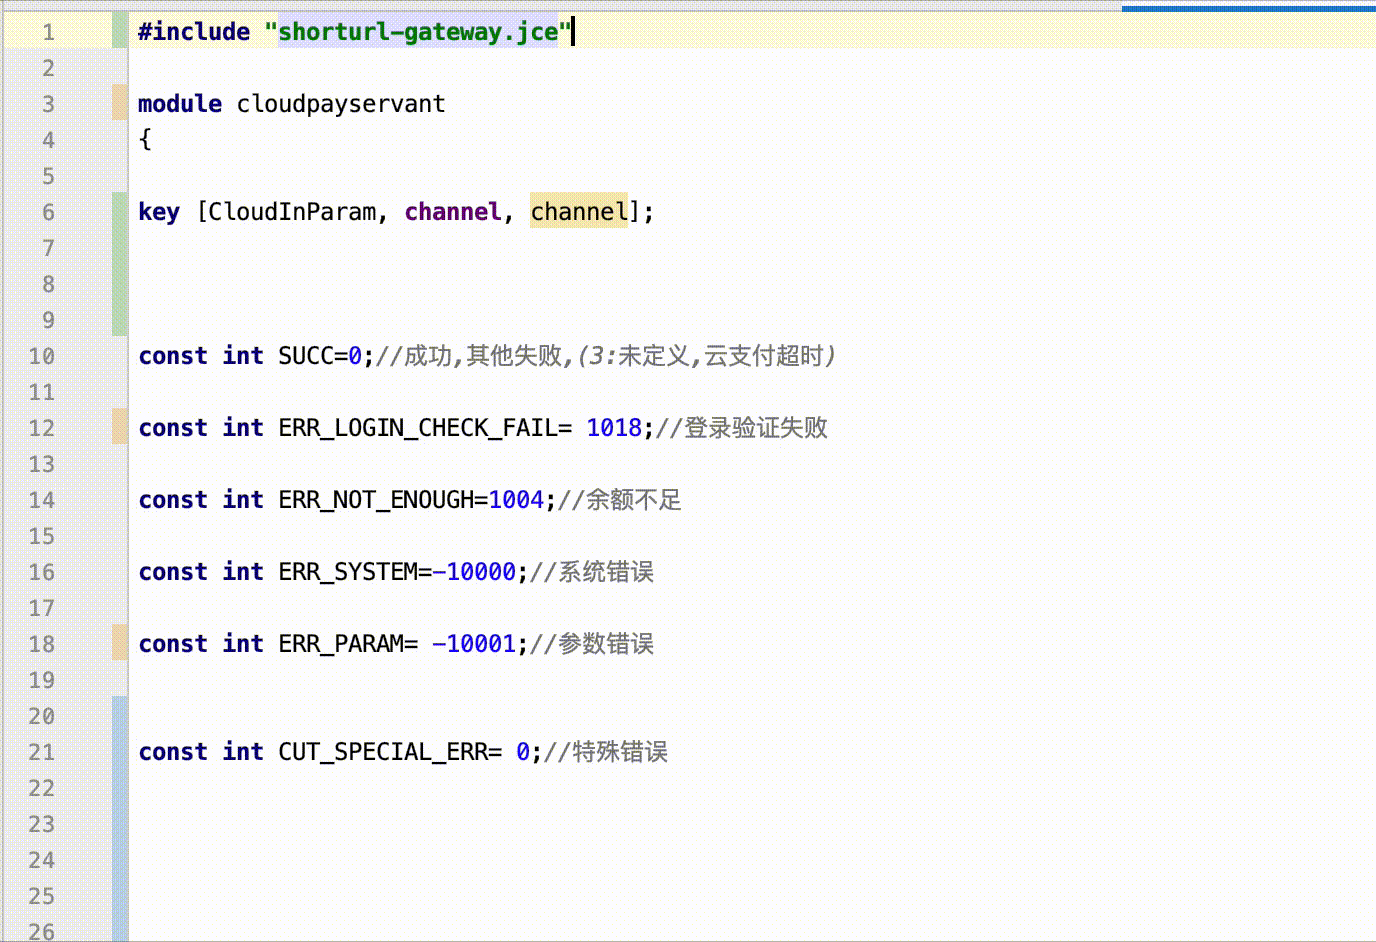 1 #include "shorturl-gateway.jce"
2
3 module cloudpayservant
4 {
5
6 key [CloudInParam, channel, channel];
7
8
9
10 const int SUCC=0;//成功,其他失败,(3:未定义,云支付超时)
11
12 const int ERR_LOGIN_CHECK_FAIL= 1018;//登录验证失败
13
14 const int ERR_NOT_ENOUGH=1004;//余额不足
15
16 const int ERR_SYSTEM=-10000;//系统错误
17
18 const int ERR_PARAM= -10001;//参数错误
19
20
21 const int CUT_SPECIAL_ERR= 0;//特殊错误
22
23
24
25
26